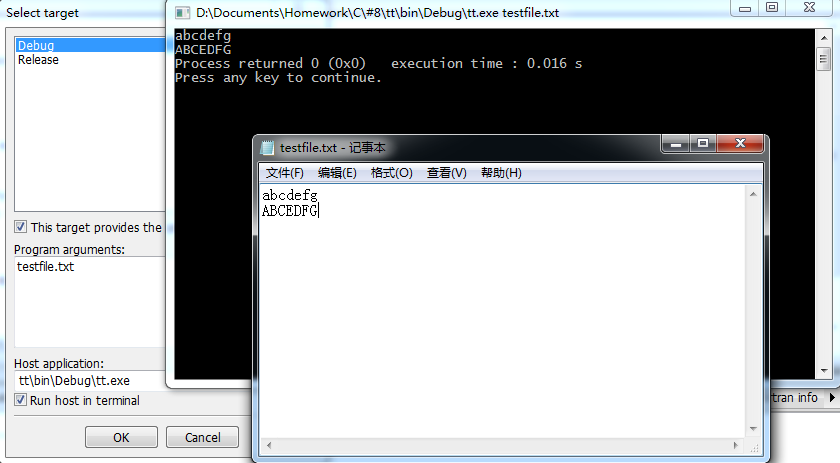 Select target
Debug
Release
This target provides the
Program arguments:
testfile.txt
Host application:
tt\bin\Debug\tt.exe
Run host in terminal
OK
Cancel
D:\Documents\Homework\C\#8\tt\bin\Debug\tt.exe testfile.txt
abcdefg
ABCEDFG
Process returned 0 (0x0)   execution time : 0.016 s
Press any key to continue.
testfile.txt - 记事本
文件(F) 编辑(E) 格式(O) 查看(V) 帮助(H)
abcdefg
ABCEDFG
rtran info